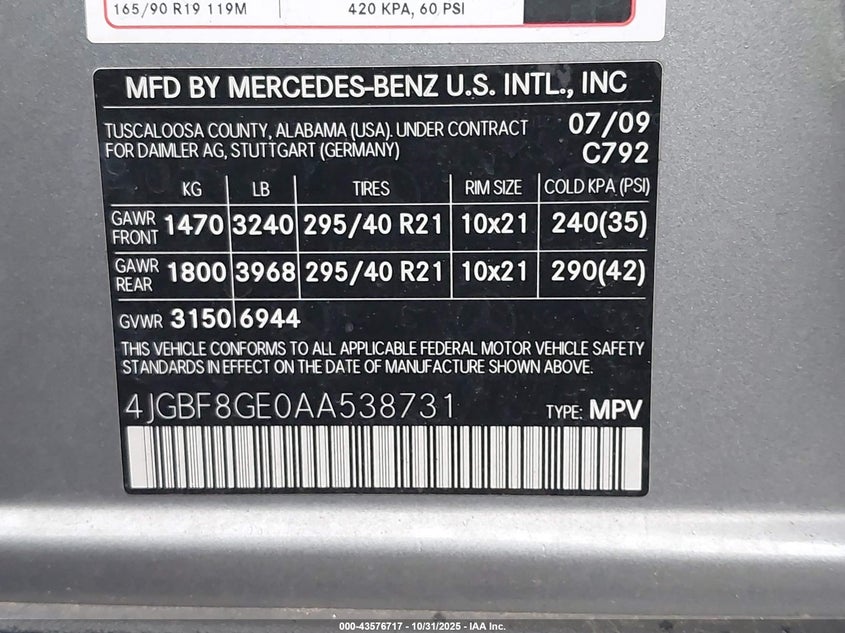 165/90 R19 119M 420 KPA, 60 PSI
MFD BY MERCEDES-BENZ U.S. INTL., INC
TUSCALOOSA COUNTY, ALABAMA (USA). UNDER CONTRACT 07/09
FOR DAIMLER AG, STUTTGART (GERMANY) C792
KG LB TIRES RIM SIZE COLD KPA (PSI)
GAWR FRONT 1470 3240 295/40 R21 10x21 240(35)
GAWR REAR 1800 3968 295/40 R21 10x21 290(42)
GVWR 3150 6944
THIS VEHICLE CONFORMS TO ALL APPLICABLE FEDERAL MOTOR VEHICLE SAFETY
STANDARDS IN EFFECT ON THE DATE OF MANUFACTURE SHOWN ABOVE.
4JGBF8GE0AA538731 TYPE: MPV
000-43576717 - 10/31/2025 - IAA Inc.